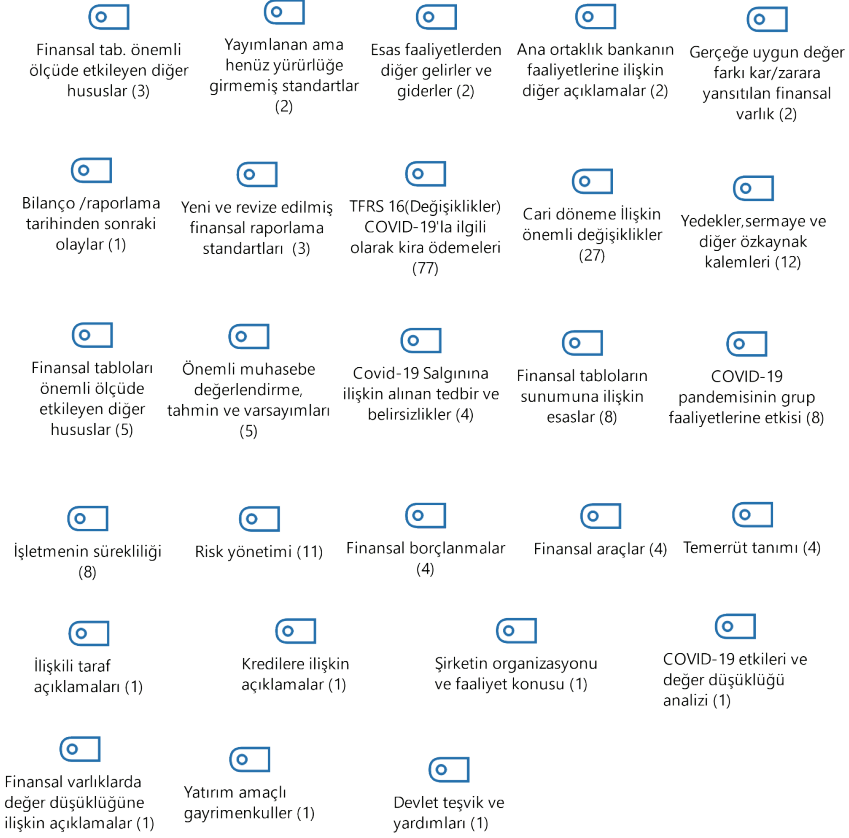 Finansal tab. önemli
ölçüde etkileyen diğer
hususlar (3)
Yayımlanan ama
henüz yürürlüğe
girmemiş standartlar
(2)
Esas faaliyetlerden
diğer gelirler ve
giderler (2)
Ana ortaklık bankanın
faaliyetlerine ilişkin
diğer açıklamalar (2)
Gerçeğe uygun değer
farkı kar/zarara
yansıtılan finansal
varlık (2)
Bilanço /raporlama
tarihinden sonraki
olaylar (1)
Yeni ve revize edilmiş
finansal raporlama
standartları (3)
TFRS 16(Değişiklikler)
COVID-19'la ilgili
olarak kira ödemeleri
(77)
Cari döneme İlişkin
önemli değişiklikler
(27)
Yedekler,sermaye ve
diğer özkaynak
kalemleri (12)
Finansal tabloları
önemli ölçüde
etkileyen diğer
hususlar (5)
Önemli muhasebe
değerlendirme,
tahmin ve varsayımları
(5)
Covid-19 Salgınına
ilişkin alınan tedbir ve
belirsizlikler (4)
Finansal tabloların
sunumuna ilişkin
esaslar (8)
COVID-19
pandemisinin grup
faaliyetlerine etkisi (8)
İşletmenin sürekliliği
(8)
Risk yönetimi (11)
Finansal borçlanmalar
(4)
Finansal araçlar (4)
Temerrüt tanımı (4)
İlişkili taraf
açıklamaları (1)
Kredilere ilişkin
açıklamalar (1)
Şirketin organizasyonu
ve faaliyet konusu (1)
COVID-19 etkileri ve
değer düşüklüğü
analizi (1)
Finansal varlıklarda
değer düşüklüğüne
ilişkin açıklamalar (1)
Yatırım amaçlı
gayrimenkuller (1)
Devlet teşvik ve
yardımları (1)